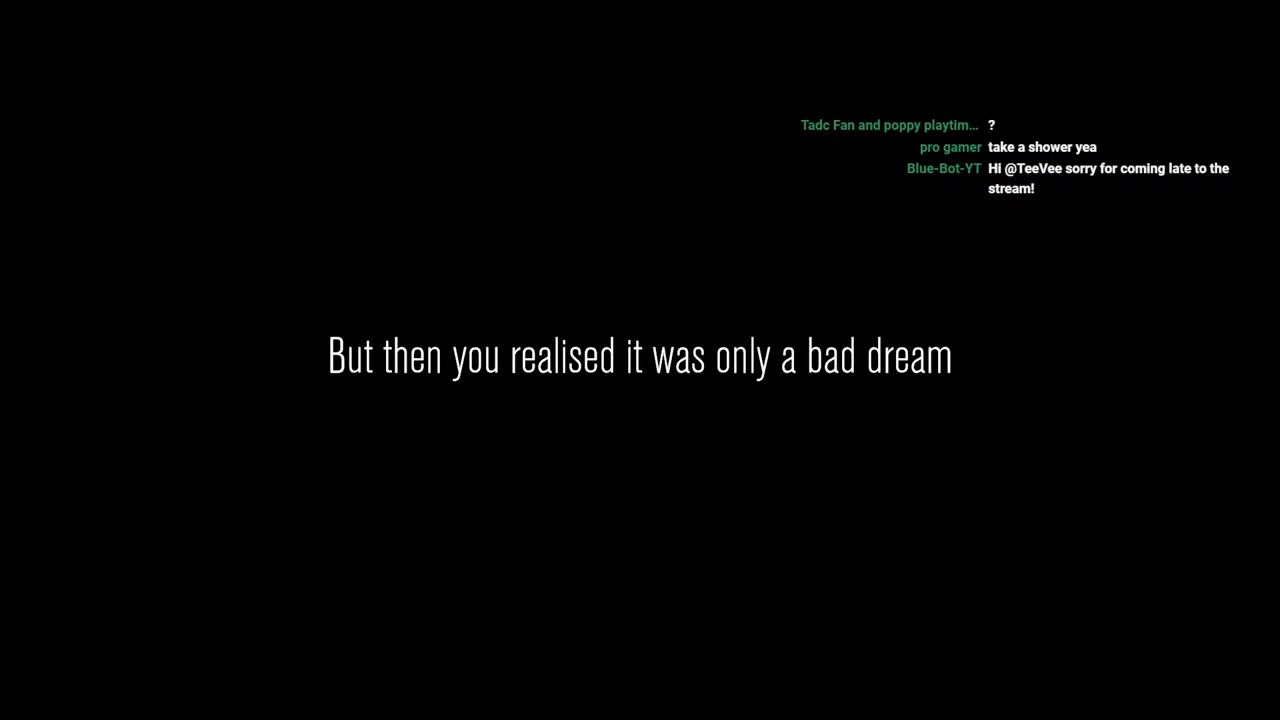 Tadc Fan and poppy playtim… ?
pro gamer take a shower yea
Blue-Bot-YT Hi @TeeVee sorry for coming late to the
stream!
But then you realised it was only a bad dream